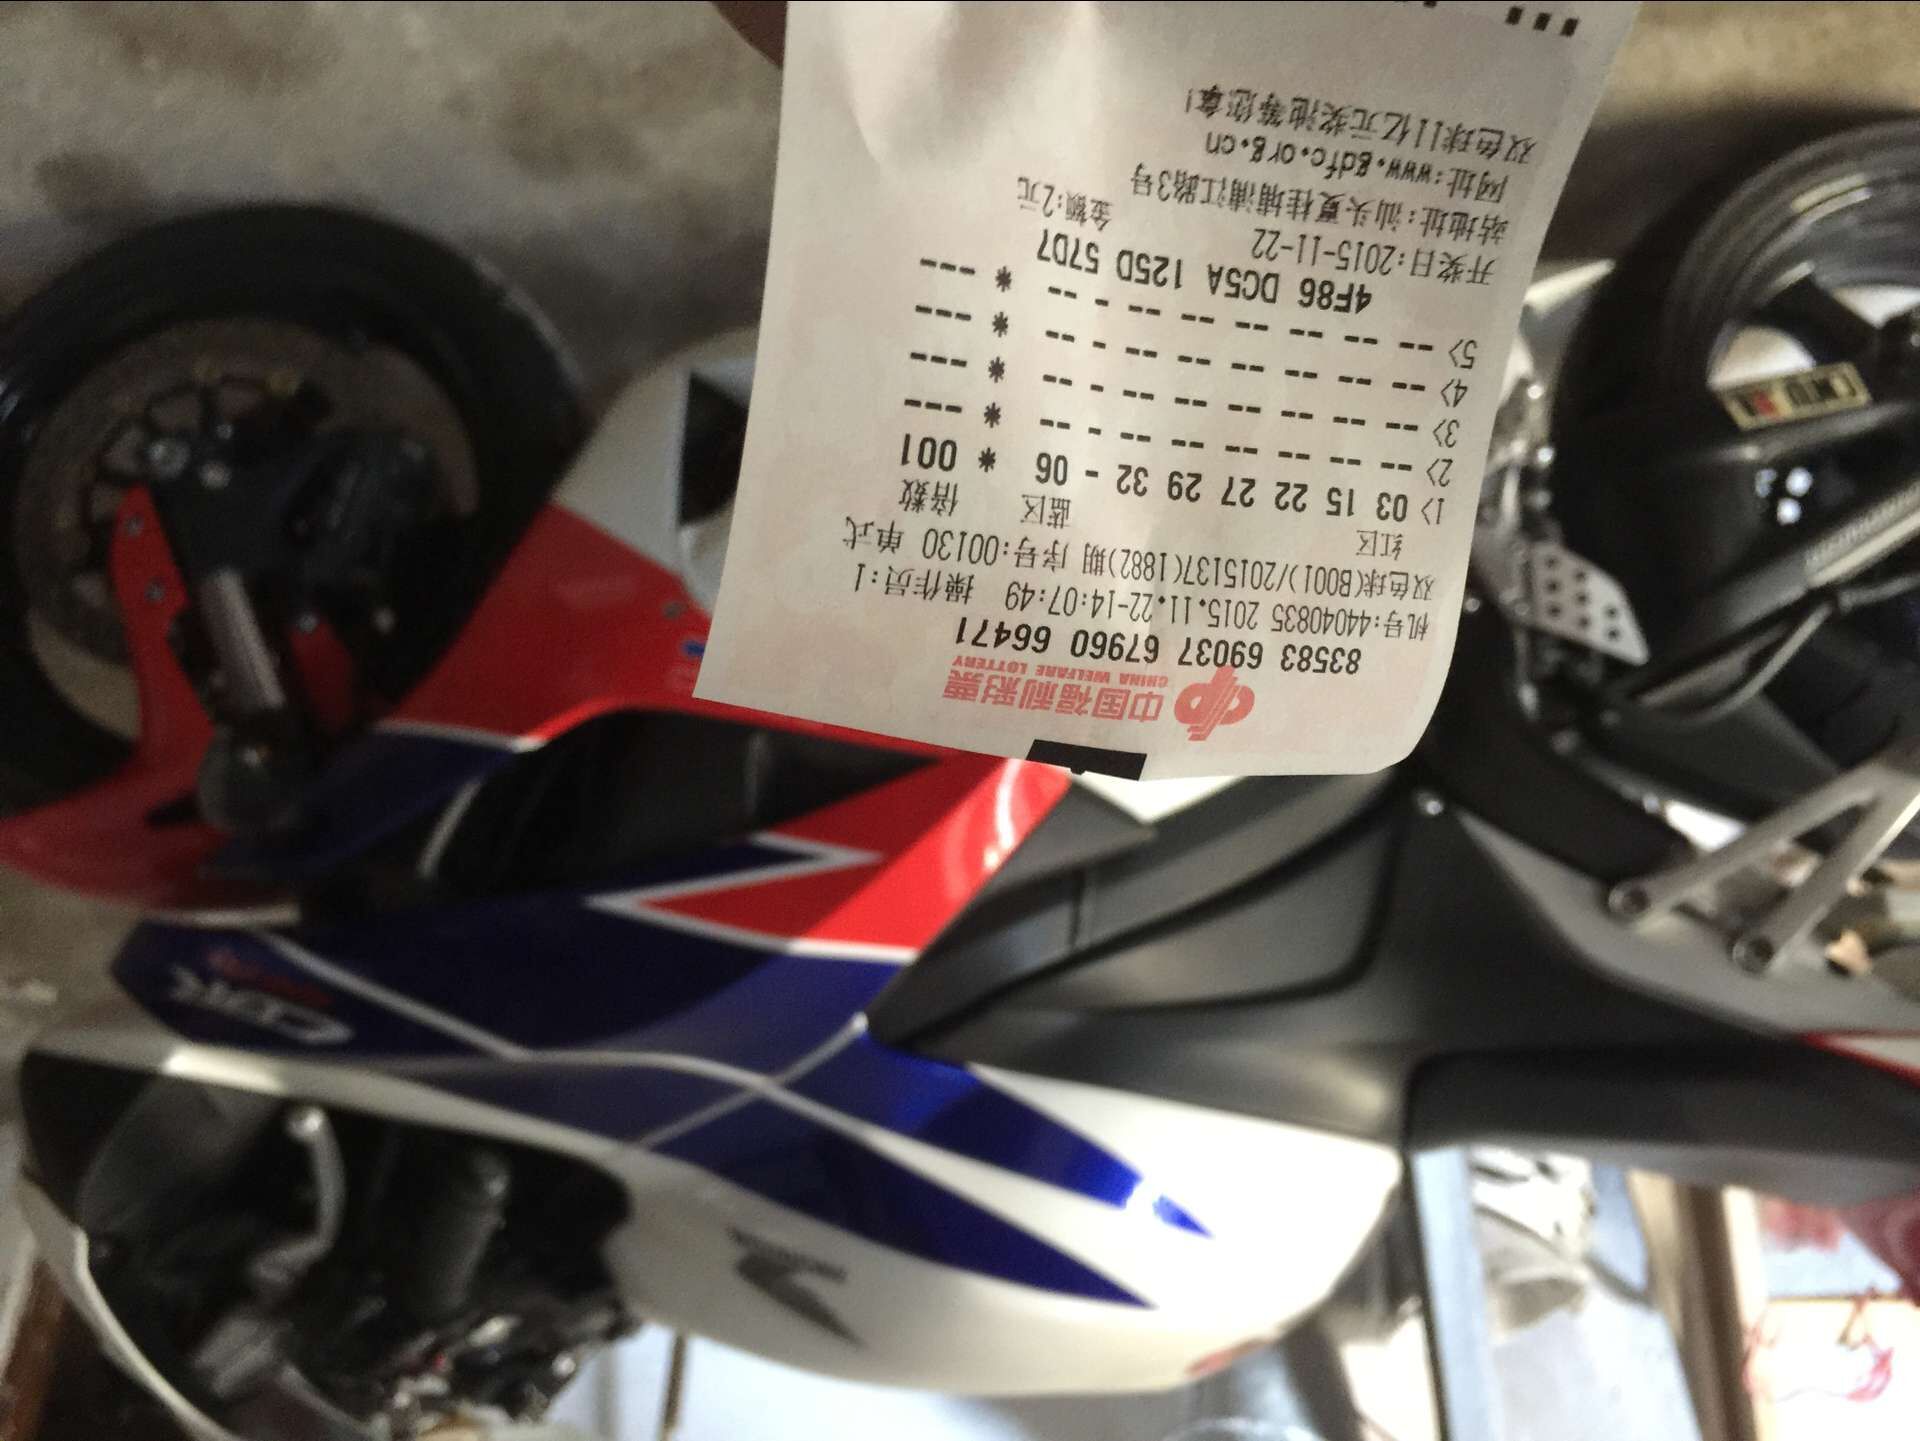 中国福利彩票
CHINA WELFARE LOTTERY
83583 69037 67960 66471
机号:44040835 2015.11.22-14:07:49 操作员:1
双色球(B001)/2015137(1882)期 序号:00130 单式
红区 蓝区 倍数
1> 03 15 22 27 29 32 - 06 * 001
2> -- -- -- -- -- -- - -- * ---
3> -- -- -- -- -- -- - -- * ---
4> -- -- -- -- -- -- - -- * ---
5> -- -- -- -- -- -- - -- * ---
4F86 DC5A 125D 57D7
开奖日:2015-11-22 金额:2元
站地址:汕头夏桂埔浦江路3号
网址:www.gdfc.org.cn
双色球11亿元奖池等您拿!
CBR
HONDA